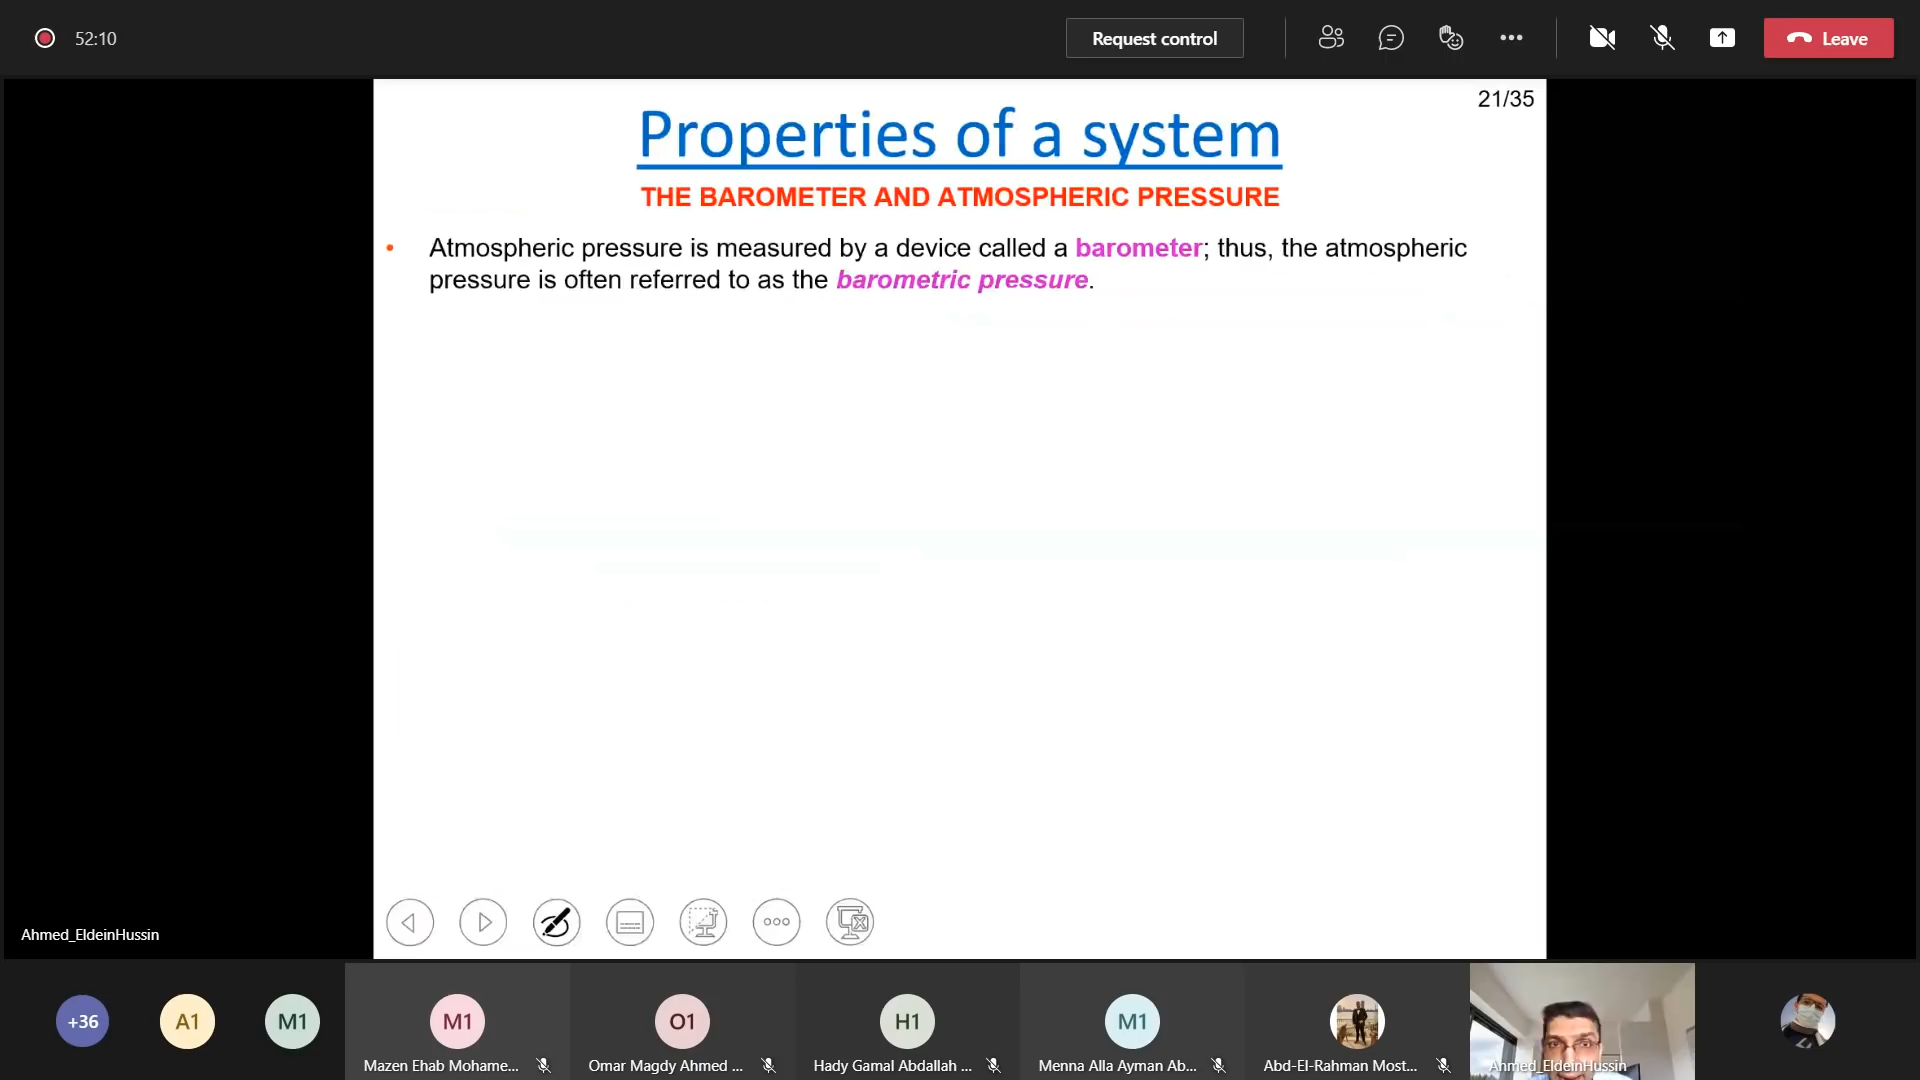 52:10
Request control
Leave
21/35
Properties of a system
THE BAROMETER AND ATMOSPHERIC PRESSURE
• Atmospheric pressure is measured by a device called a barometer; thus, the atmospheric
pressure is often referred to as the barometric pressure.
Ahmed_EldeinHussin
+36
A1
M1
M1
O1
H1
M1
Mazen Ehab Mohame...
Omar Magdy Ahmed ...
Hady Gamal Abdallah ...
Menna Alla Ayman Ab...
Abd-El-Rahman Most...
Ahmed_EldeinHussin